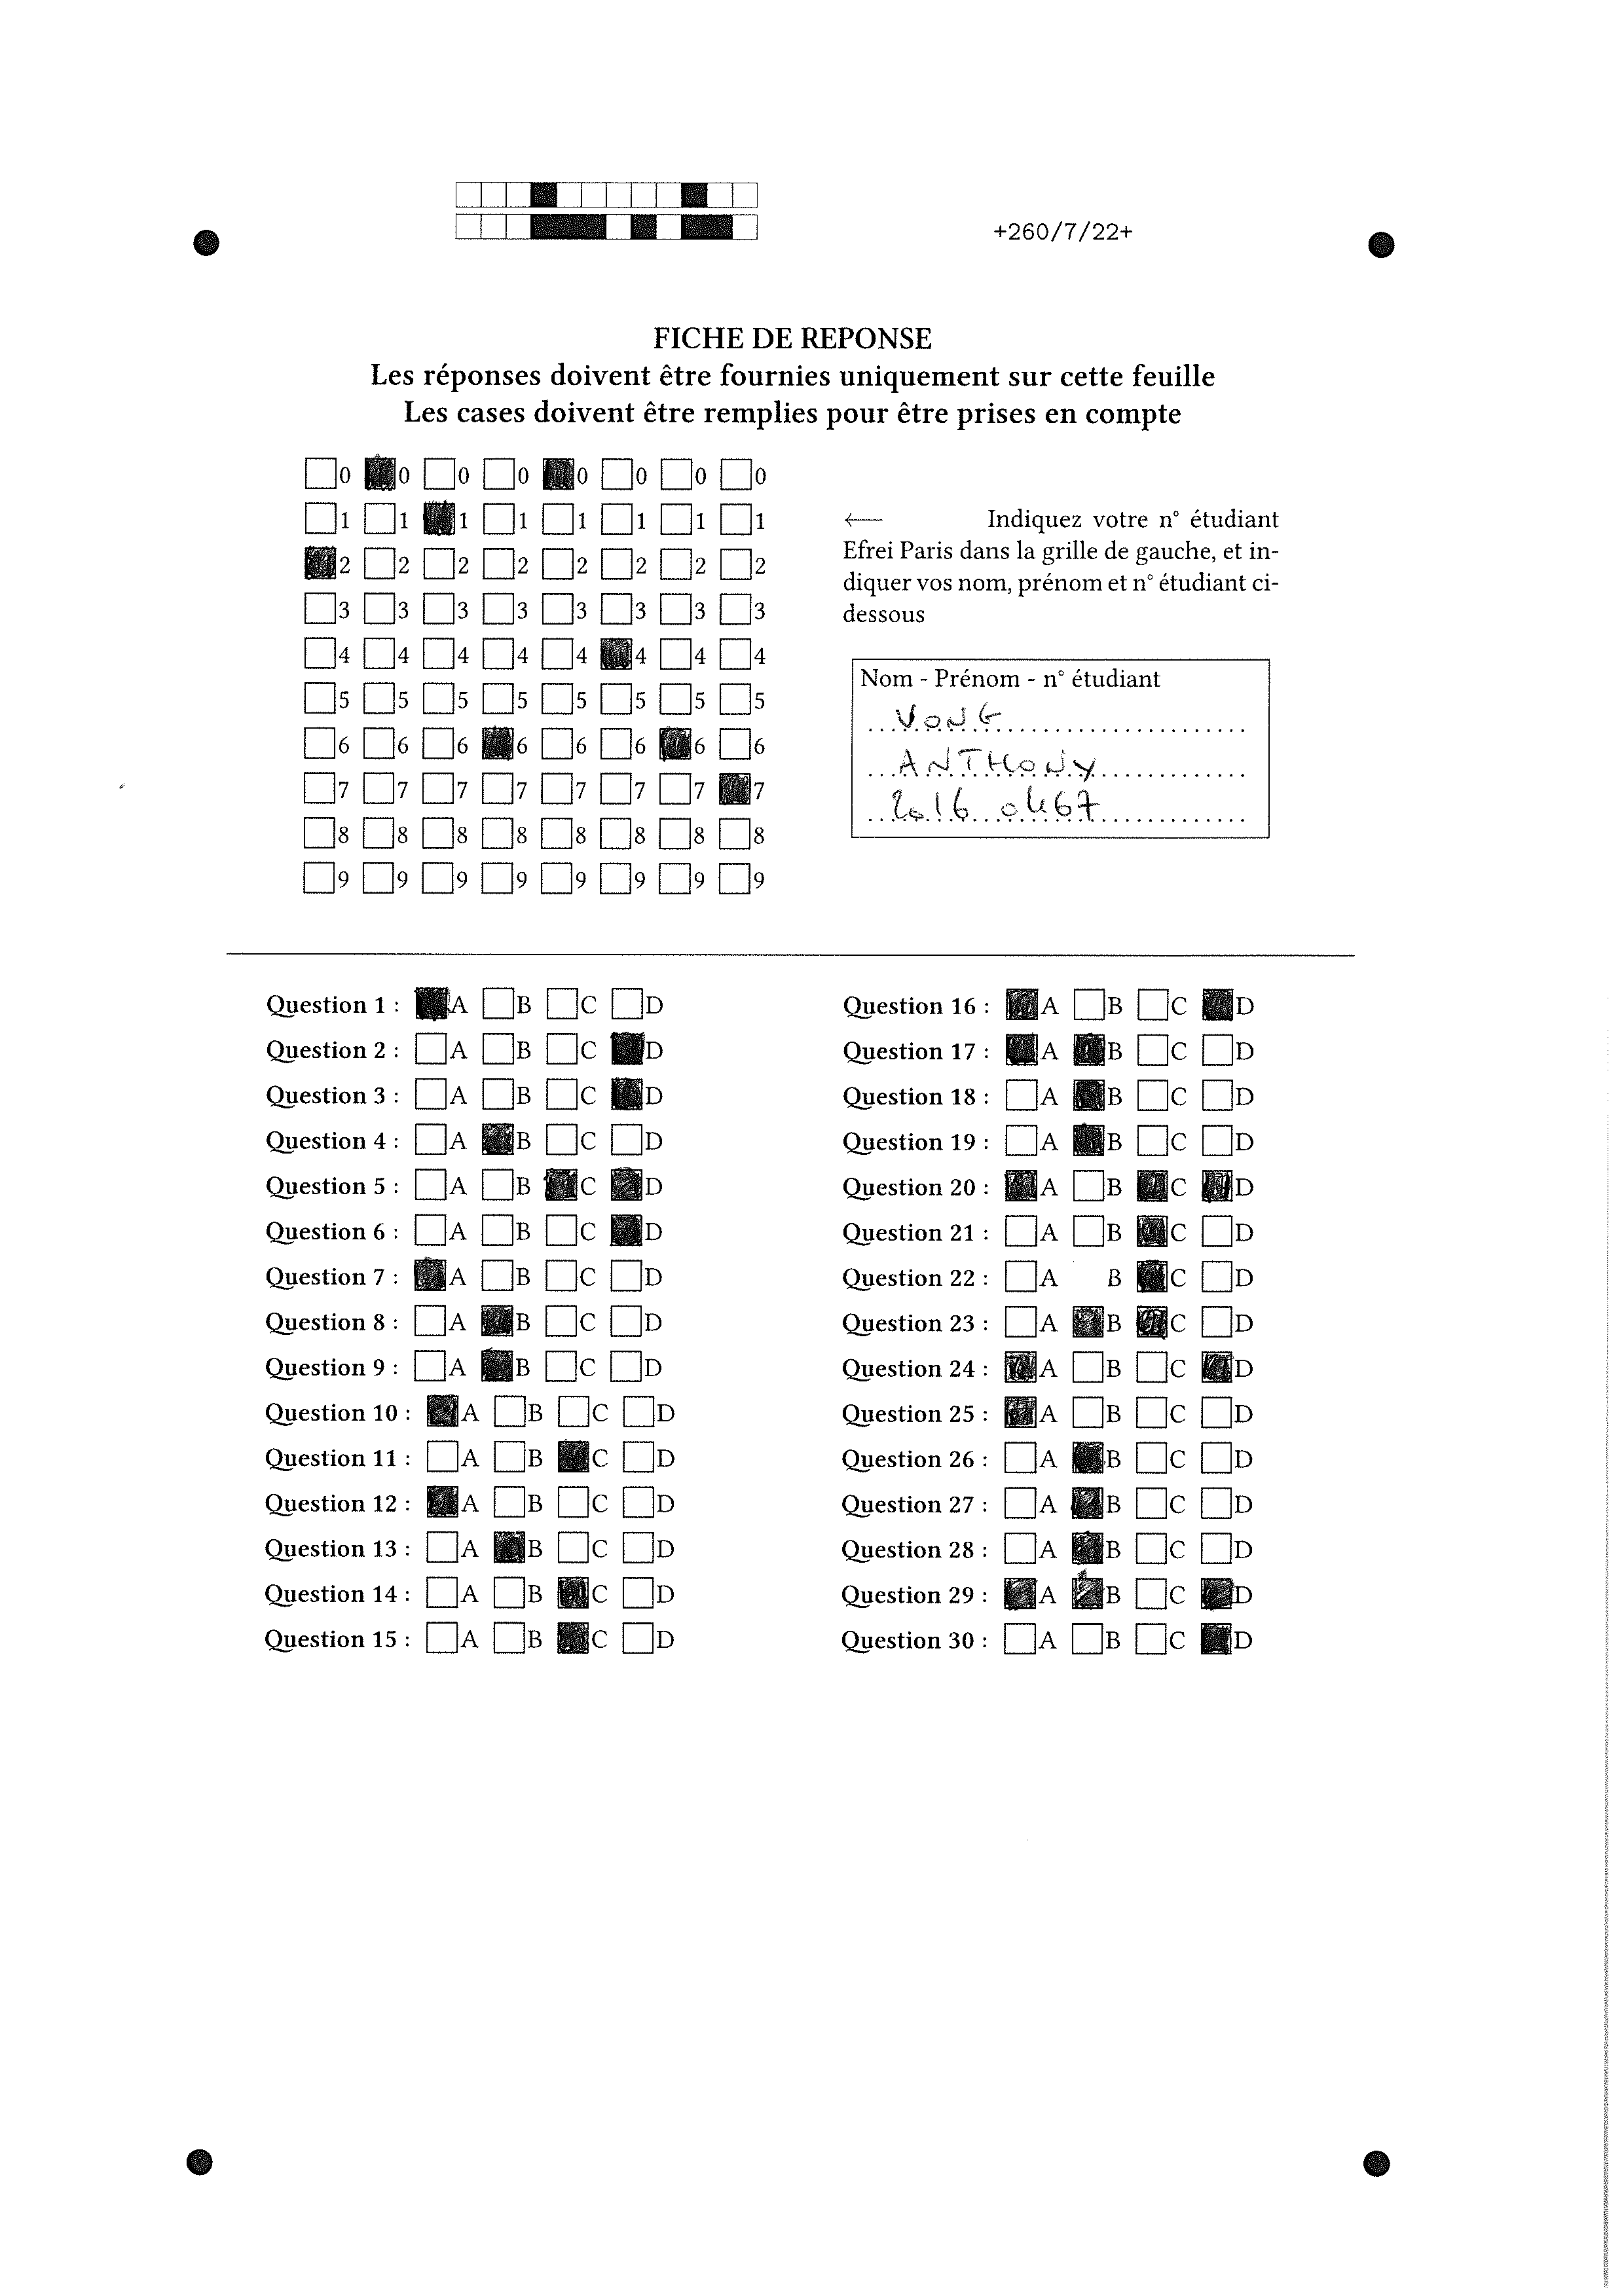 +260/7/22+
FICHE DE REPONSE
Les réponses doivent être fournies uniquement sur cette feuille
Les cases doivent être remplies pour être prises en compte
0 0 0 0 0 0 0 0
1 1 1 1 1 1 1 1
2 2 2 2 2 2 2 2
3 3 3 3 3 3 3 3
4 4 4 4 4 4 4 4
5 5 5 5 5 5 5 5
6 6 6 6 6 6 6 6
7 7 7 7 7 7 7 7
8 8 8 8 8 8 8 8
9 9 9 9 9 9 9 9
← Indiquez votre n° étudiant
Efrei Paris dans la grille de gauche, et in-
diquer vos nom, prénom et n° étudiant ci-
dessous
Nom - Prénom - n° étudiant
VONG
ANTHONY
2016 0467
Question 1 : A B C D
Question 2 : A B C D
Question 3 : A B C D
Question 4 : A B C D
Question 5 : A B C D
Question 6 : A B C D
Question 7 : A B C D
Question 8 : A B C D
Question 9 : A B C D
Question 10 : A B C D
Question 11 : A B C D
Question 12 : A B C D
Question 13 : A B C D
Question 14 : A B C D
Question 15 : A B C D
Question 16 : A B C D
Question 17 : A B C D
Question 18 : A B C D
Question 19 : A B C D
Question 20 : A B C D
Question 21 : A B C D
Question 22 : A B C D
Question 23 : A B C D
Question 24 : A B C D
Question 25 : A B C D
Question 26 : A B C D
Question 27 : A B C D
Question 28 : A B C D
Question 29 : A B C D
Question 30 : A B C D